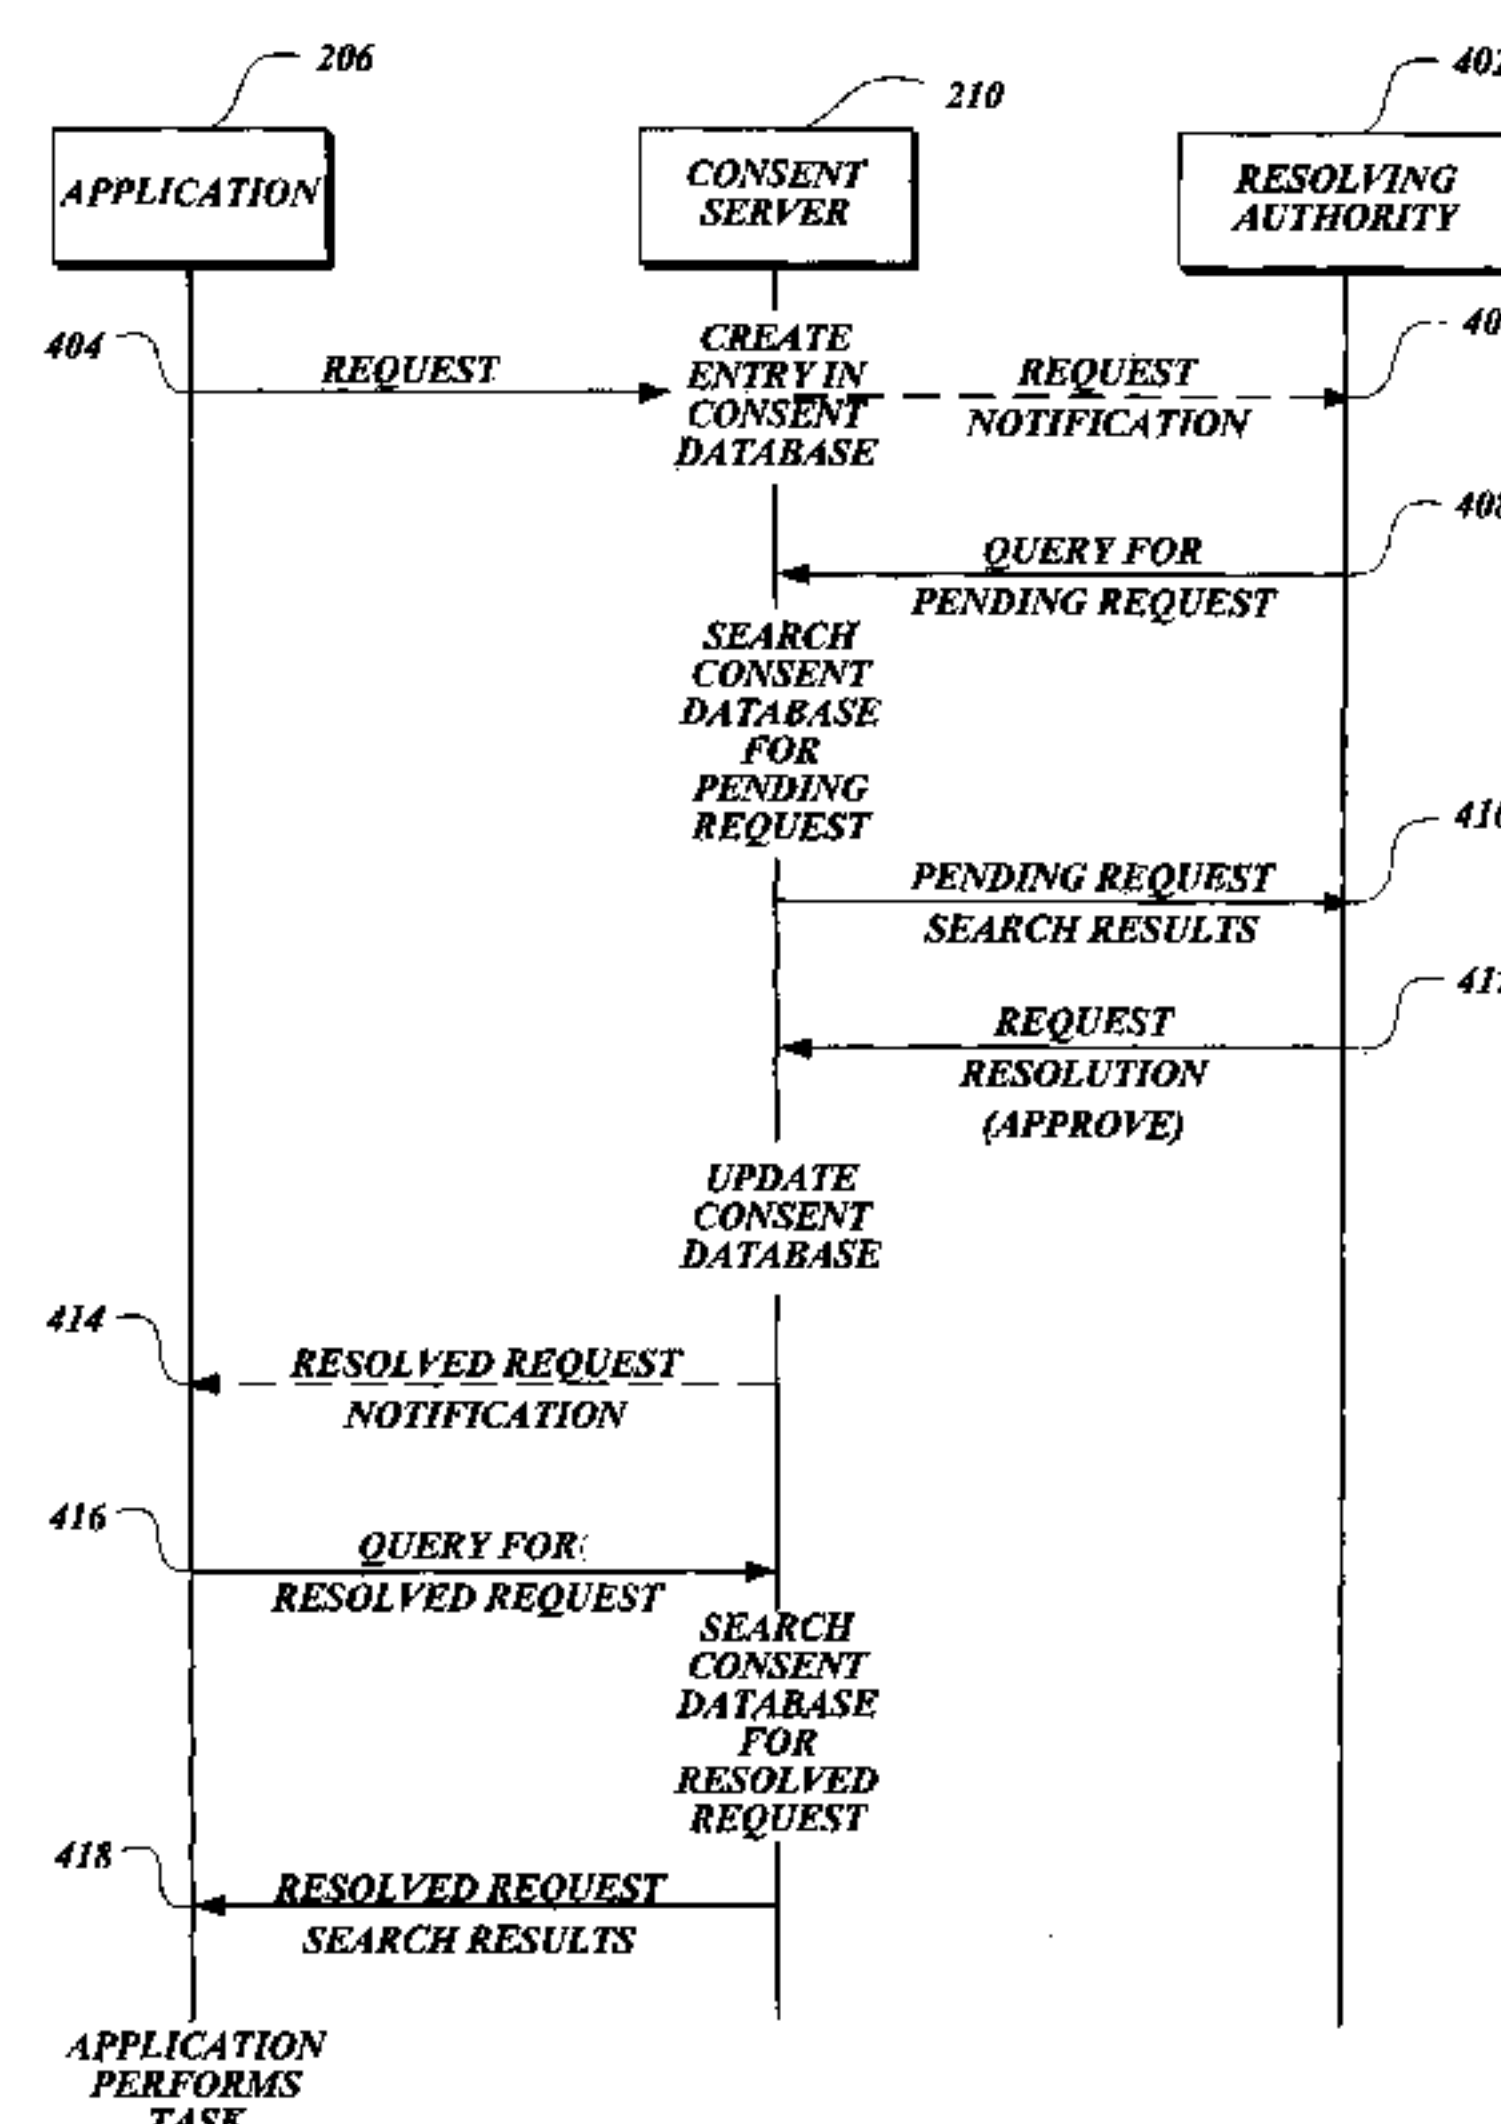 206
210
APPLICATION
CONSENT
SERVER
RESOLVING
AUTHORITY
404
REQUEST
CREATE
ENTRY IN
CONSENT
DATABASE
REQUEST
NOTIFICATION
QUERY FOR
PENDING REQUEST
SEARCH
CONSENT
DATABASE
FOR
PENDING
REQUEST
PENDING REQUEST
SEARCH RESULTS
REQUEST
RESOLUTION
(APPROVE)
UPDATE
CONSENT
DATABASE
414
RESOLVED REQUEST
NOTIFICATION
416
QUERY FOR
RESOLVED REQUEST
SEARCH
CONSENT
DATABASE
FOR
RESOLVED
REQUEST
418
RESOLVED REQUEST
SEARCH RESULTS
APPLICATION
PERFORMS
TASK